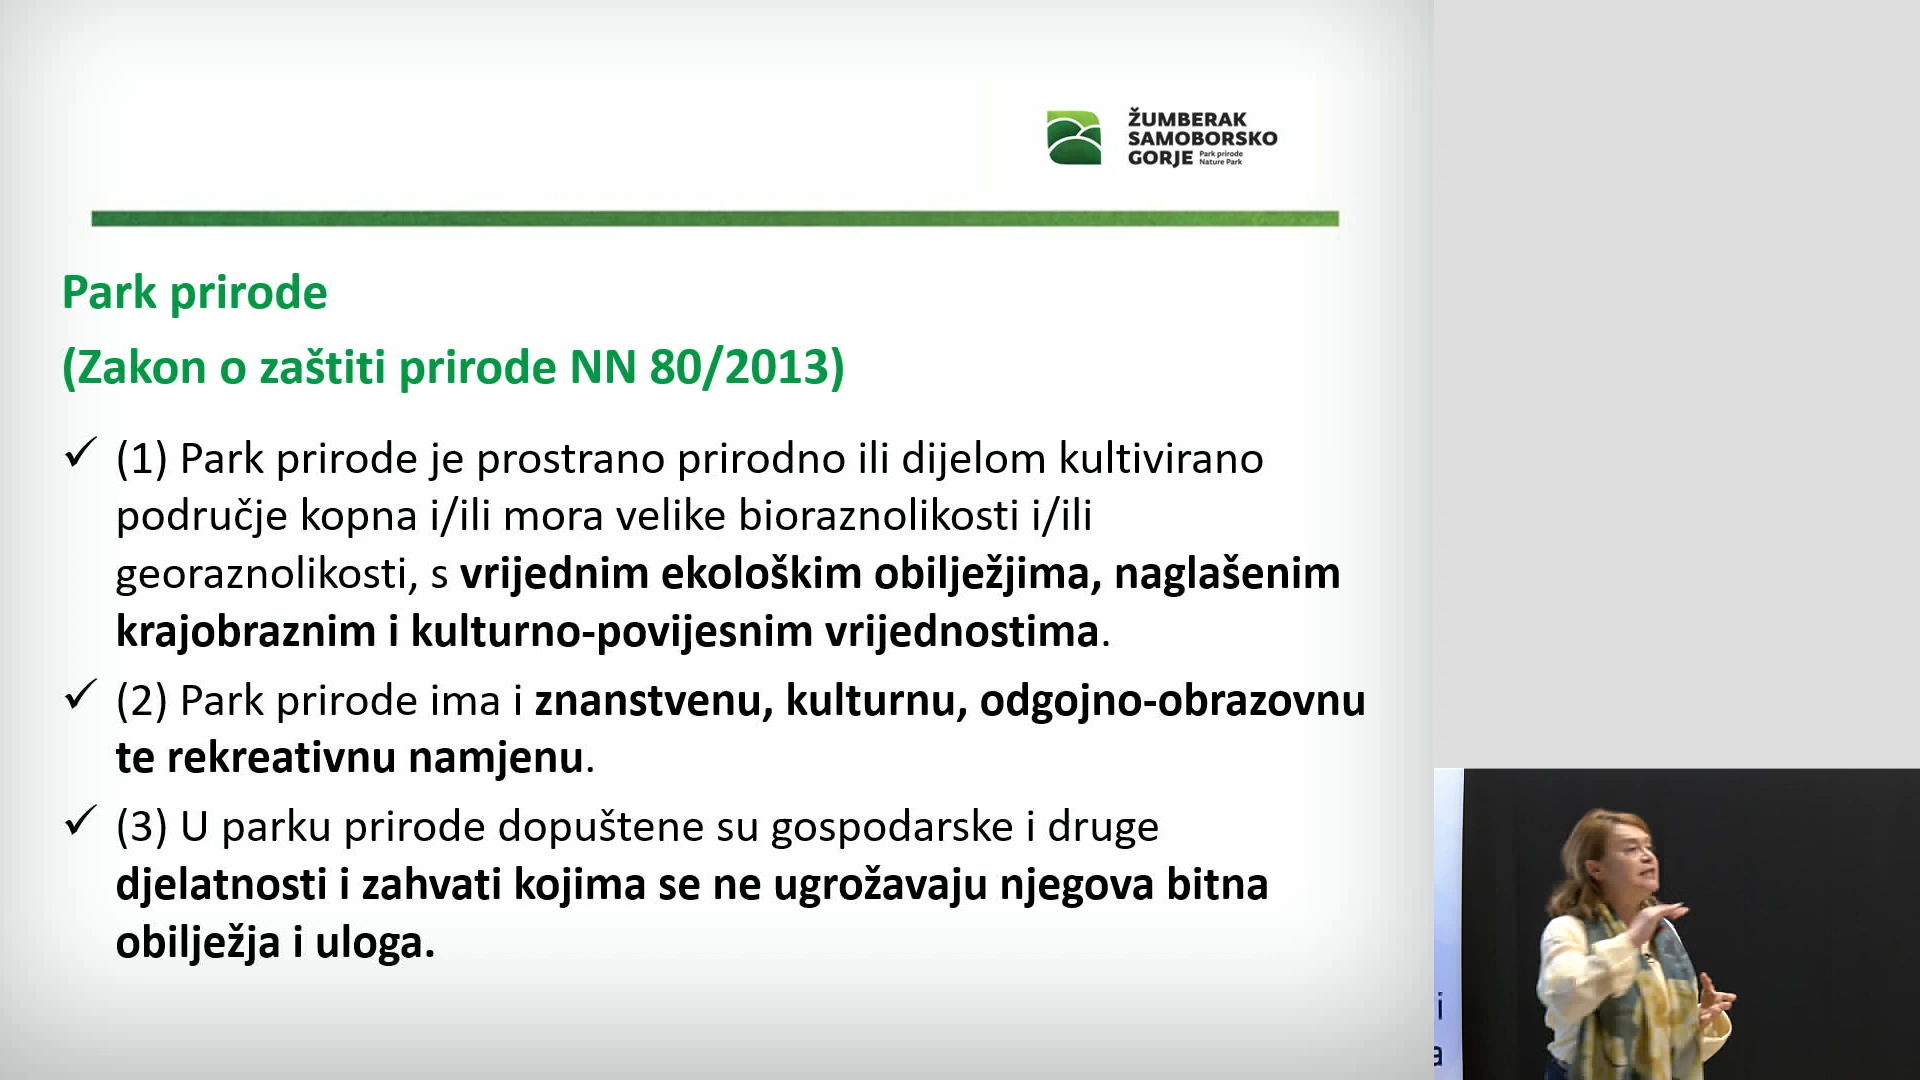 ŽUMBERAK
SAMOBORSKO
GORJE Park prirode
Nature Park
Park prirode
(Zakon o zaštiti prirode NN 80/2013)
✓ (1) Park prirode je prostrano prirodno ili dijelom kultivirano
područje kopna i/ili mora velike bioraznolikosti i/ili
georaznolikosti, s vrijednim ekološkim obilježjima, naglašenim
krajobraznim i kulturno-povijesnim vrijednostima.
✓ (2) Park prirode ima i znanstvenu, kulturnu, odgojno-obrazovnu
te rekreativnu namjenu.
✓ (3) U parku prirode dopuštene su gospodarske i druge
djelatnosti i zahvati kojima se ne ugrožavaju njegova bitna
obilježja i uloga.
i
a